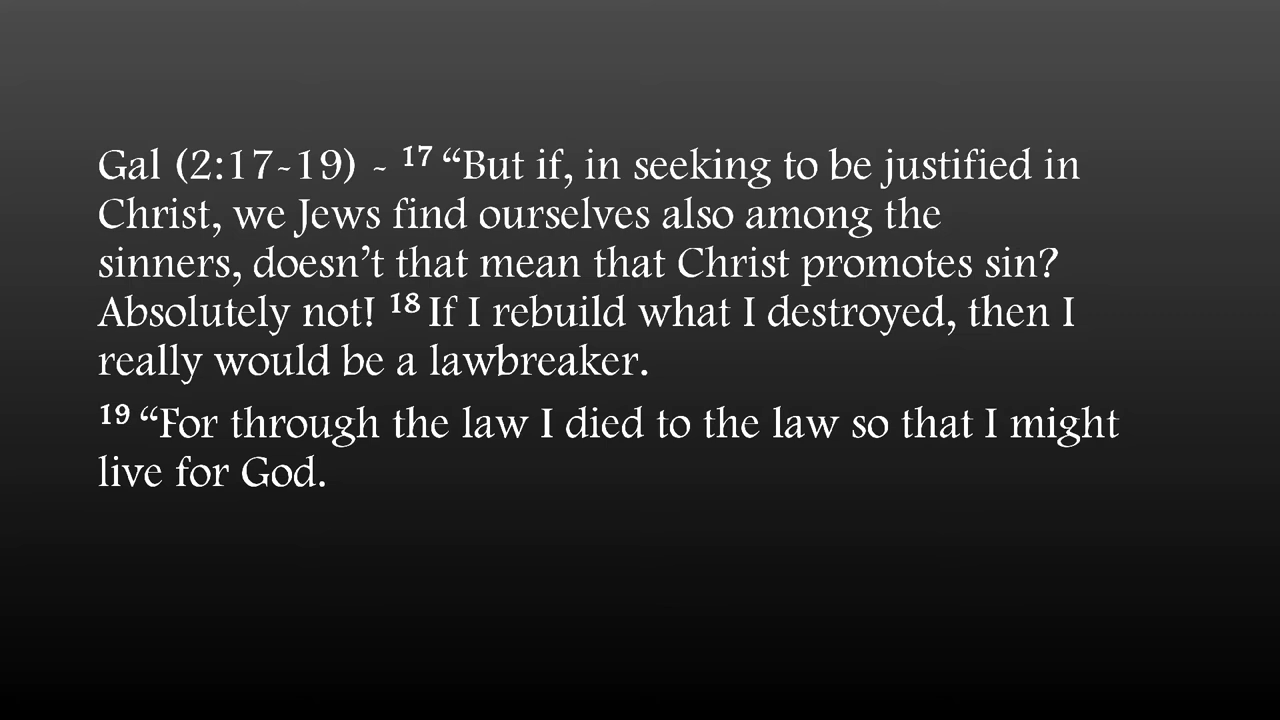 Gal (2:17-19) - 17 “But if, in seeking to be justified in
Christ, we Jews find ourselves also among the
sinners, doesn’t that mean that Christ promotes sin?
Absolutely not! 18 If I rebuild what I destroyed, then I
really would be a lawbreaker.
19 “For through the law I died to the law so that I might
live for God.